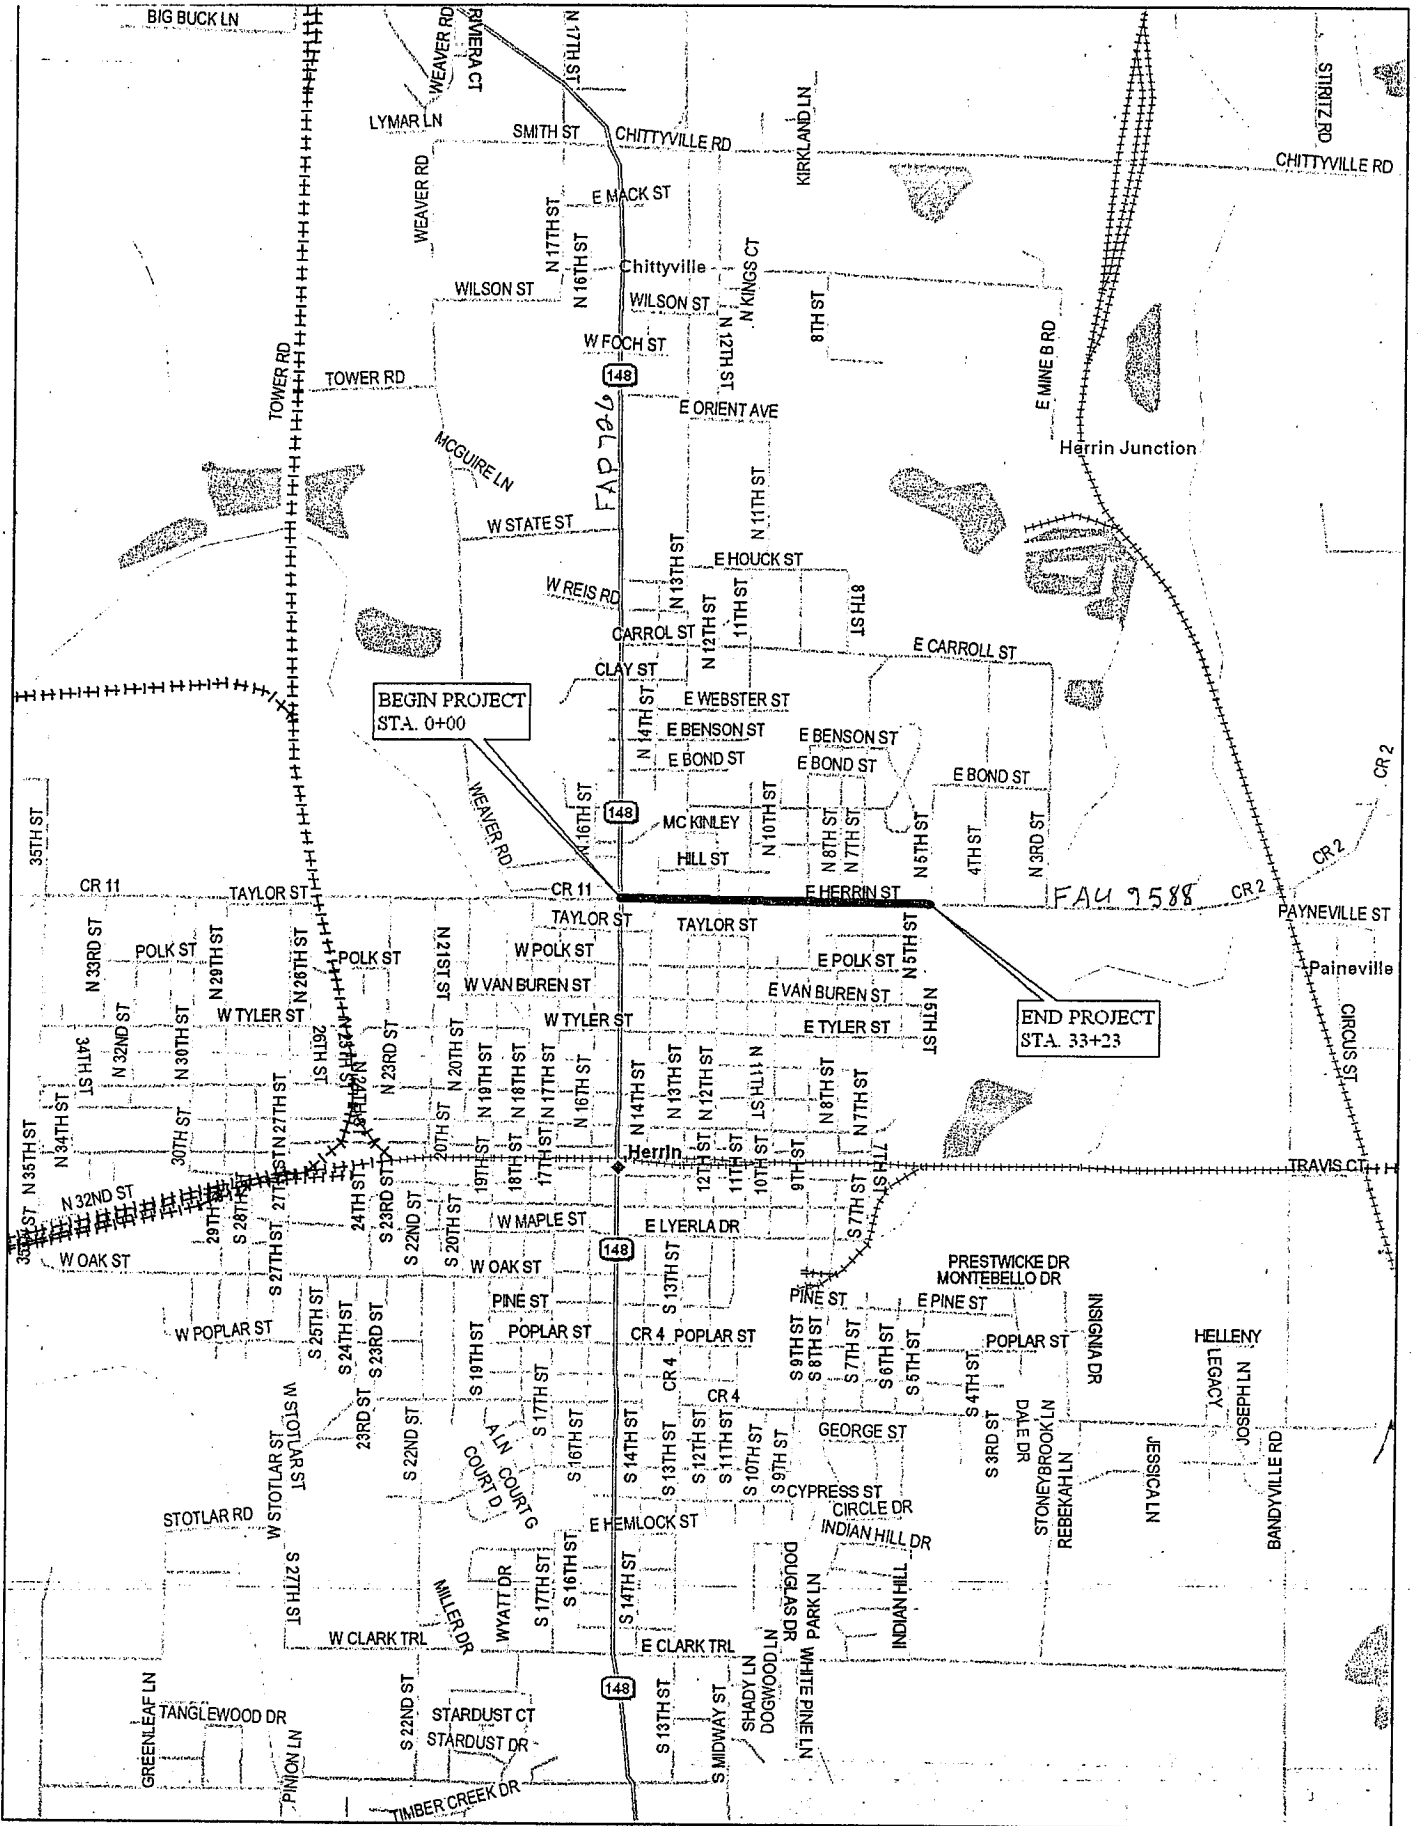 BIG BUCK LN
WEAVER RD
RIVIERA CT
N 17TH ST
STIRITZ RD
LYMAR LN
SMITH ST
CHITTYVILLE RD
KIRKLAND LN
CHITTYVILLE RD
WEAVER RD
E MACK ST
N 17TH ST
N 16TH ST
Chittyville
N KINGS CT
WILSON ST
WILSON ST
8TH ST
N 12TH ST
W FOCH ST
E MINE B RD
TOWER RD
TOWER RD
148
E ORIENT AVE
FAP 726
MCGUIRE LN
Herrin Junction
N 11TH ST
W STATE ST
N 13TH ST
E HOUCK ST
W REIS RD
11TH ST
8TH ST
CARROL ST
N 12TH ST
E CARROLL ST
CLAY ST
BEGIN PROJECT
STA. 0+00
E WEBSTER ST
N 14TH ST
E BENSON ST
E BENSON ST
E BOND ST
E BOND ST
E BOND ST
CR 2
WEAVER RD
N 16TH ST
148
MC KINLEY
N 10TH ST
N 8TH ST
N 7TH ST
N 5TH ST
4TH ST
N 3RD ST
35TH ST
HILL ST
CR 2
CR 11
TAYLOR ST
CR 11
E HERRIN ST
FAU 9588
CR 2
PAYNEVILLE ST
TAYLOR ST
TAYLOR ST
N 33RD ST
POLK ST
N 29TH ST
N 26TH ST
POLK ST
N 21ST ST
W POLK ST
E POLK ST
N 5TH ST
Paineville
W VAN BUREN ST
E VAN BUREN ST
N 5TH ST
W TYLER ST
W TYLER ST
E TYLER ST
END PROJECT
STA. 33+23
CIRCUS ST
34TH ST
N 32ND ST
N 30TH ST
26TH ST
N 25TH ST
N 24TH ST
N 23RD ST
N 20TH ST
N 19TH ST
N 18TH ST
N 17TH ST
N 16TH ST
N 14TH ST
N 13TH ST
N 12TH ST
N 11TH ST
N 8TH ST
N 7TH ST
N 35TH ST
N 34TH ST
30TH ST
N 27TH ST
27TH ST
20TH ST
19TH ST
18TH ST
17TH ST
Herrin
12TH ST
11TH ST
10TH ST
9TH ST
7TH ST
TRAVIS CT
N 32ND ST
29TH
S 28TH
24TH ST
S 23RD ST
S 22ND ST
S 20TH ST
W MAPLE ST
E LYERLA DR
S 7TH ST
148
W OAK ST
S 27TH ST
W OAK ST
S 13TH ST
PRESTWICKE DR
MONTEBELLO DR
PINE ST
PINE ST
E PINE ST
INSIGNIA DR
W POPLAR ST
S 25TH ST
S 24TH ST
S 23RD ST
S 19TH ST
POPLAR ST
CR 4 POPLAR ST
S 9TH ST
S 8TH ST
S 7TH ST
S 6TH ST
S 5TH ST
POPLAR ST
HELLENY
CR 4
CR 4
S 4TH ST
LEGACY
JOSEPH LN
W STOTLAR ST
23RD ST
S 22ND ST
S 17TH ST
S 16TH ST
S 14TH ST
S 13TH ST
S 12TH ST
S 11TH ST
S 10TH ST
S 9TH ST
GEORGE ST
S 3RD ST
DALE DR
STONEYBROOK LN
REBEKAH LN
JESSICA LN
BANDYVILLE RD
W STOTLAR ST
A LN
COURT D
COURT G
CYPRESS ST
CIRCLE DR
STOTLAR RD
E HEMLOCK ST
INDIAN HILL DR
S 27TH ST
MILLER DR
WYATT DR
S 17TH ST
S 16TH ST
S 14TH ST
DOUGLAS DR
PARK LN
INDIAN HILL
W CLARK TRL
E CLARK TRL
GREENLEAF LN
TANGLEWOOD DR
PINION LN
S 22ND ST
STARDUST CT
STARDUST DR
148
S 13TH ST
S MIDWAY ST
SHADY LN
DOGWOOD LN
WHITE PINE LN
TIMBER CREEK DR